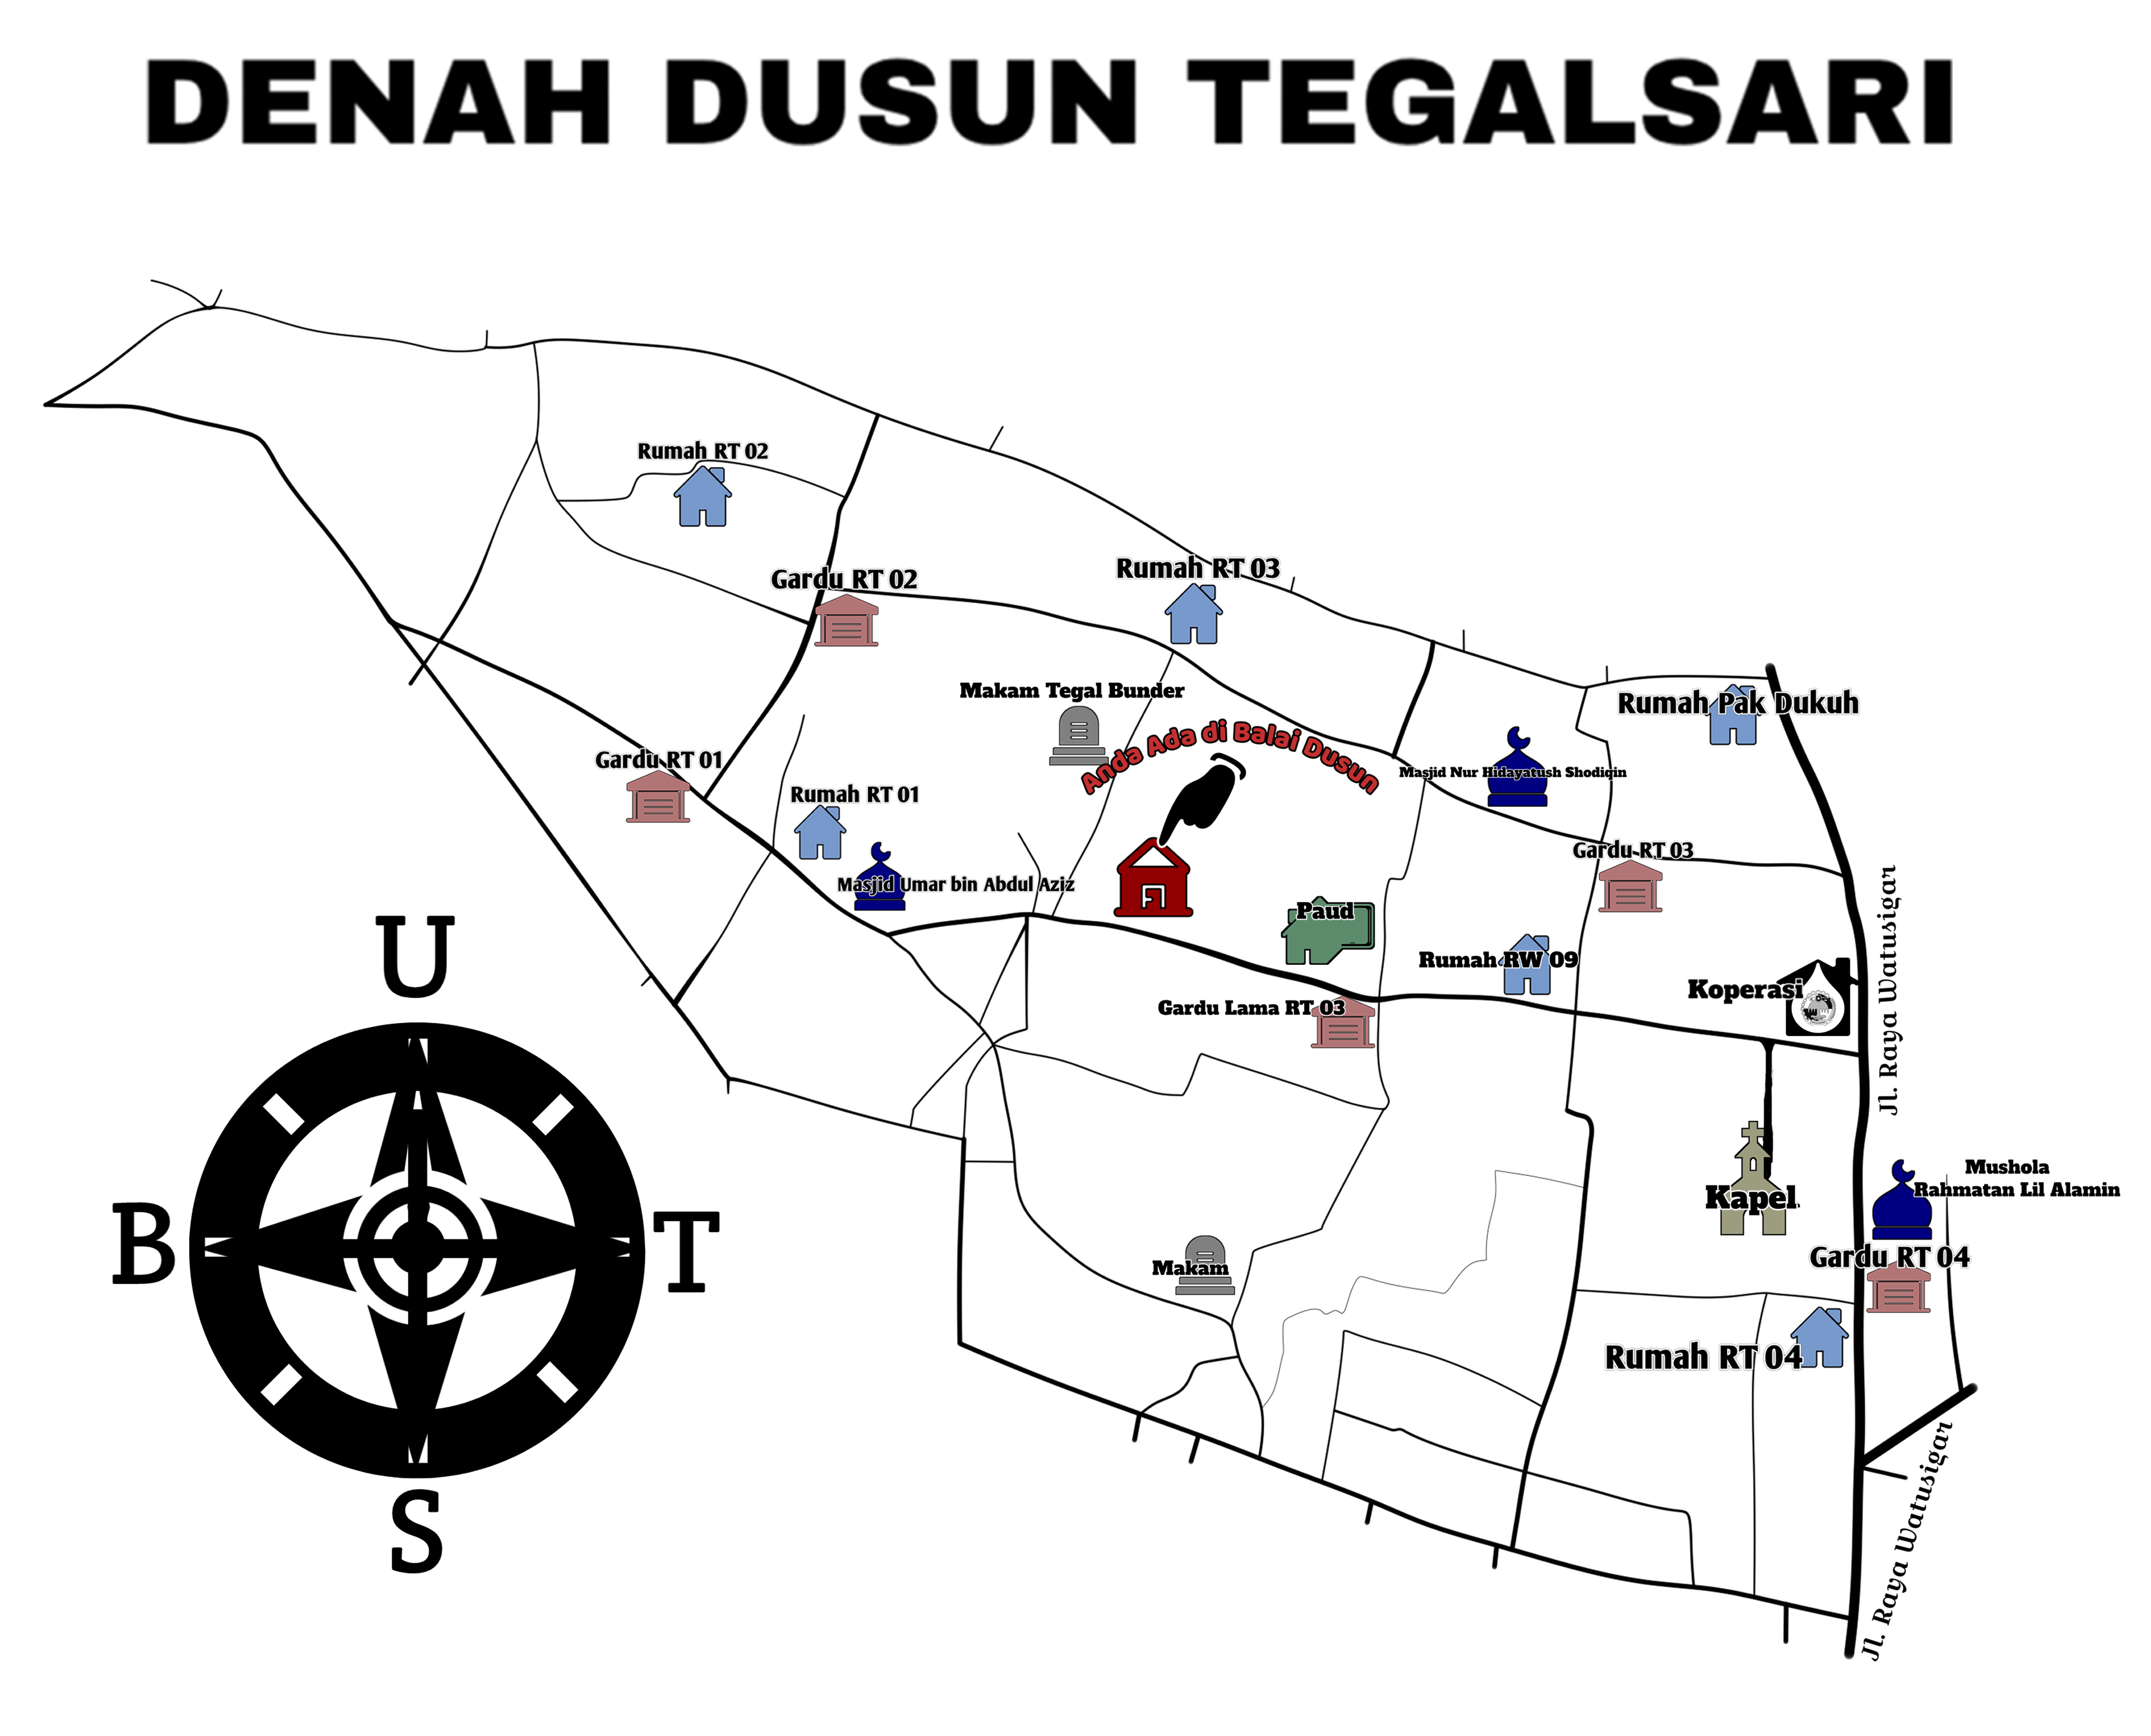 DENAH DUSUN TEGALSARI
Rumah RT 02
Gardu RT 02
Rumah RT 03
Makam Tegal Bunder
Rumah Pak Dukuh
Anda Ada di Balai Dusun
Gardu RT 01
Masjid Nur Hidayatush Shodiqin
Rumah RT 01
Gardu RT 03
Masjid Umar bin Abdul Aziz
Paud
Jl. Raya Watusigar
Rumah RW 09
Koperasi
Gardu Lama RT 03
U
B
T
S
Mushola
Rahmatan Lil Alamin
Kapel
Gardu RT 04
Makam
Rumah RT 04
Jl. Raya Watusigar